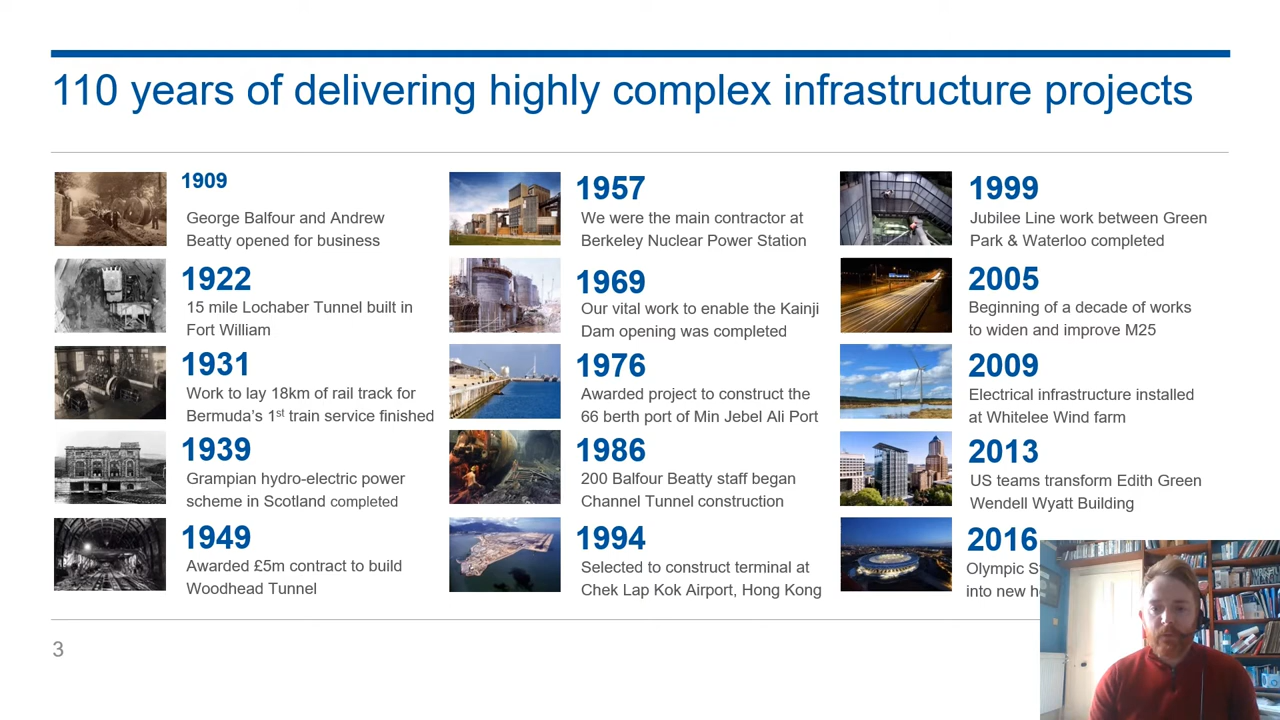 110 years of delivering highly complex infrastructure projects
1909
George Balfour and Andrew
Beatty opened for business
1922
15 mile Lochaber Tunnel built in
Fort William
1931
Work to lay 18km of rail track for
Bermuda’s 1st train service finished
1939
Grampian hydro-electric power
scheme in Scotland completed
1949
Awarded £5m contract to build
Woodhead Tunnel
1957
We were the main contractor at
Berkeley Nuclear Power Station
1969
Our vital work to enable the Kainji
Dam opening was completed
1976
Awarded project to construct the
66 berth port of Min Jebel Ali Port
1986
200 Balfour Beatty staff began
Channel Tunnel construction
1994
Selected to construct terminal at
Chek Lap Kok Airport, Hong Kong
1999
Jubilee Line work between Green
Park & Waterloo completed
2005
Beginning of a decade of works
to widen and improve M25
2009
Electrical infrastructure installed
at Whitelee Wind farm
2013
US teams transform Edith Green
Wendell Wyatt Building
2016
Olympic
into new
3